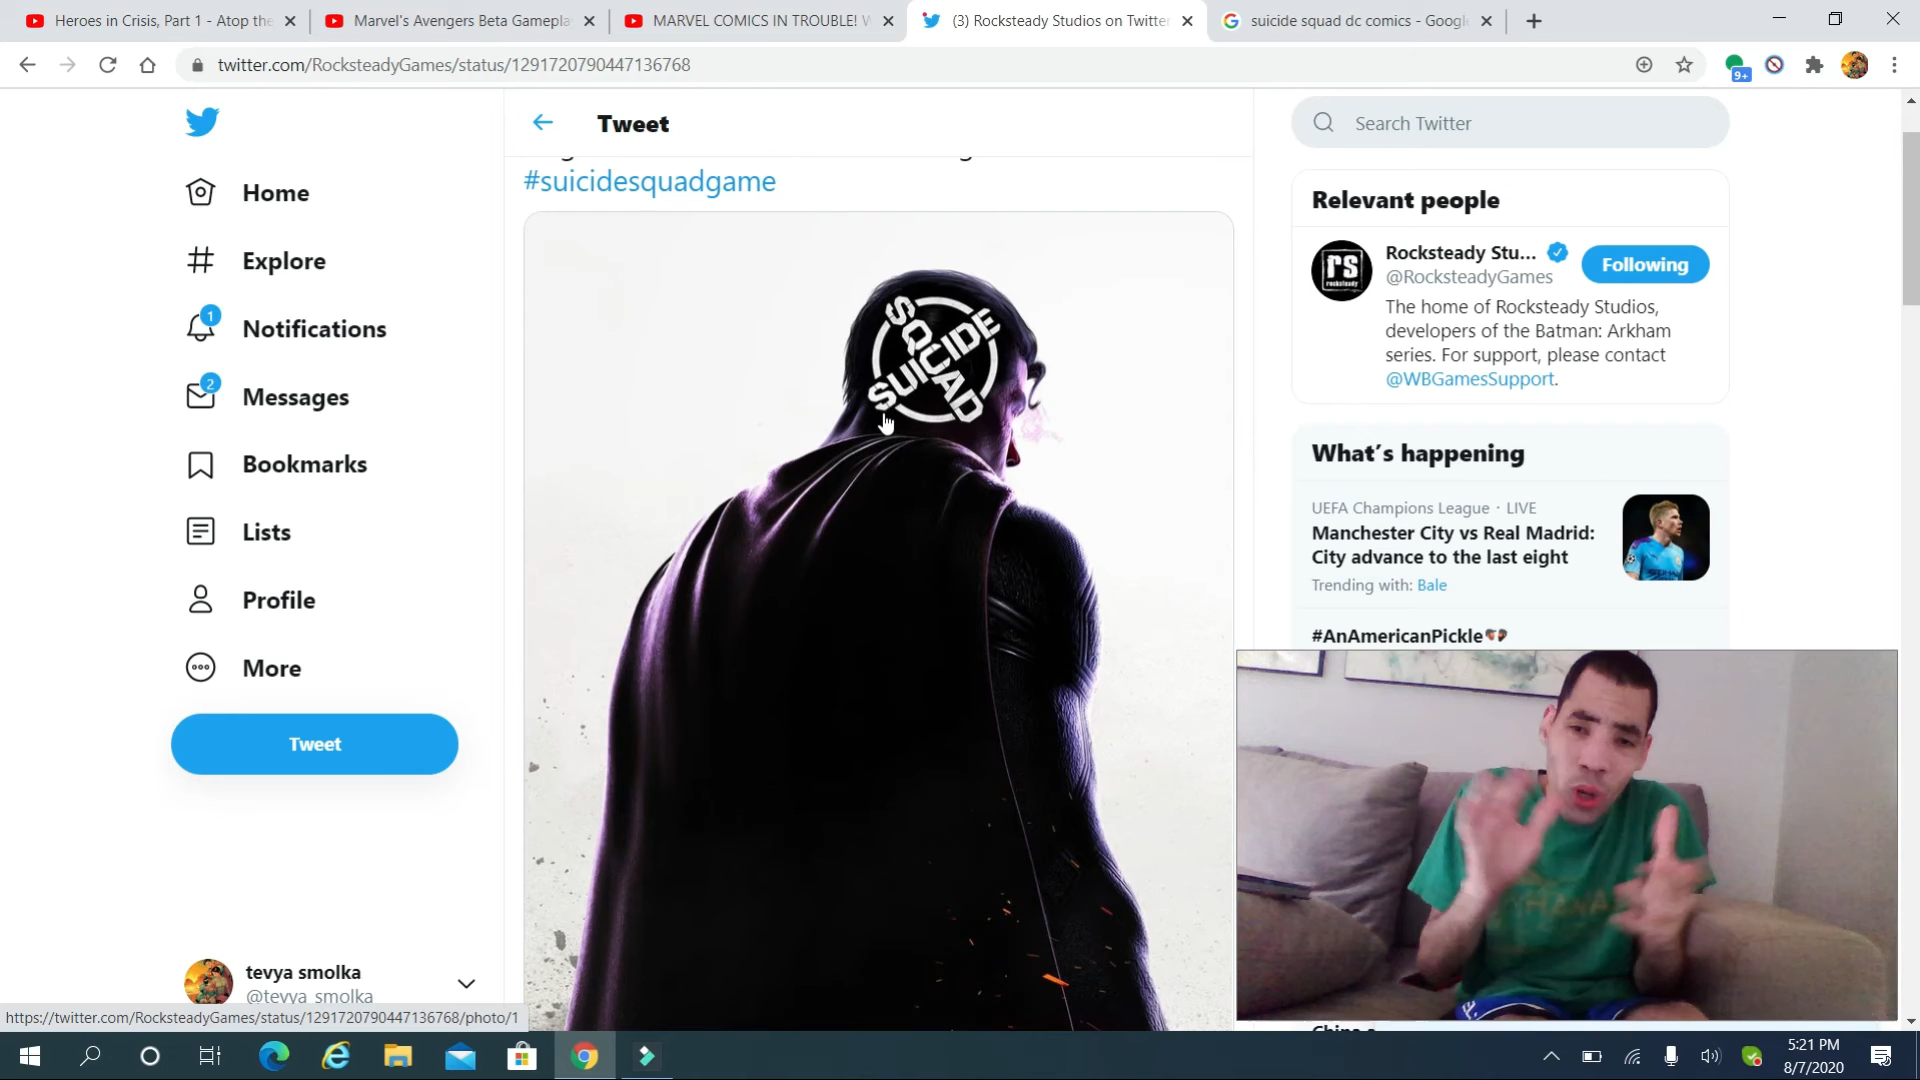 Heroes in Crisis, Part 1 - Atop the
Marvel's Avengers Beta Gamepla
MARVEL COMICS IN TROUBLE! W
(3) Rocksteady Studios on Twitter
suicide squad dc comics - Googl
twitter.com/RocksteadyGames/status/1291720790447136768
9+
Tweet
Search Twitter
#suicidesquadgame
Home
Explore
1
Notifications
2
Messages
Bookmarks
Lists
Profile
More
Tweet
tevya smolka
@tevya_smolka
SUICIDE
SQUAD
Relevant people
rs
rocksteady
Rocksteady Stu...
@RocksteadyGames
Following
The home of Rocksteady Studios,
developers of the Batman: Arkham
series. For support, please contact
@WBGamesSupport.
What's happening
UEFA Champions League · LIVE
Manchester City vs Real Madrid:
City advance to the last eight
Trending with: Bale
#AnAmericanPickle
https://twitter.com/RocksteadyGames/status/1291720790447136768/photo/1
5:21 PM
8/7/2020